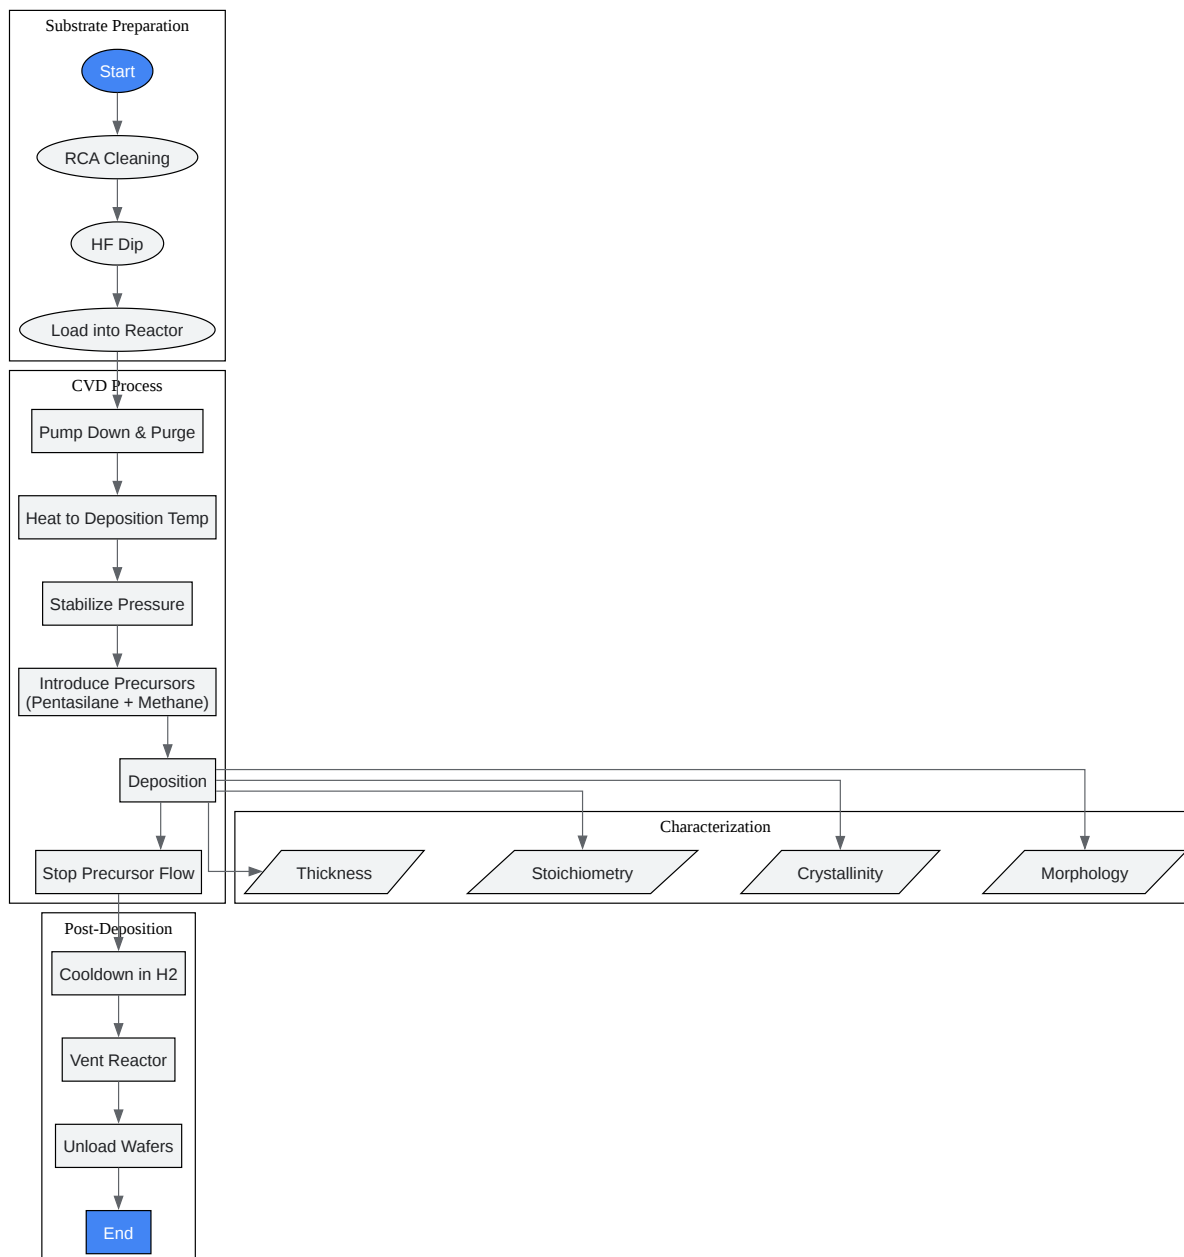 Substrate Preparation
Start
RCA Cleaning
HF Dip
Load into Reactor
CVD Process
Pump Down & Purge
Heat to Deposition Temp
Stabilize Pressure
Introduce Precursors
(Pentasilane + Methane)
Deposition
Stop Precursor Flow
Characterization
Thickness
Stoichiometry
Crystallinity
Morphology
Post-Deposition
Cooldown in H2
Vent Reactor
Unload Wafers
End